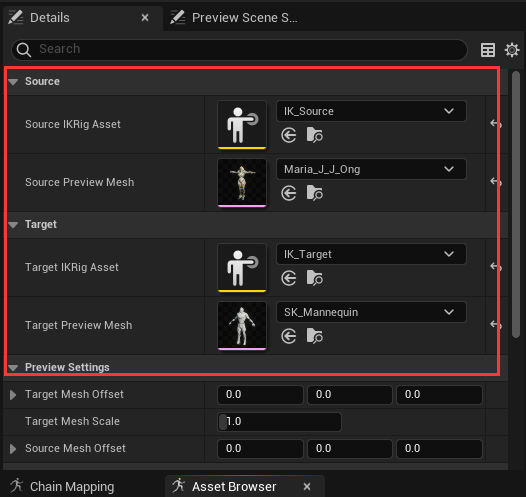 Details
Preview Scene S...
Search
Source
Source IKRig Asset
IK_Source
Source Preview Mesh
Maria_J_J_Ong
Target
Target IKRig Asset
IK_Target
Target Preview Mesh
SK_Mannequin
Preview Settings
Target Mesh Offset 0.0 0.0 0.0
Target Mesh Scale 1.0
Source Mesh Offset 0.0 0.0 0.0
Chain Mapping
Asset Browser